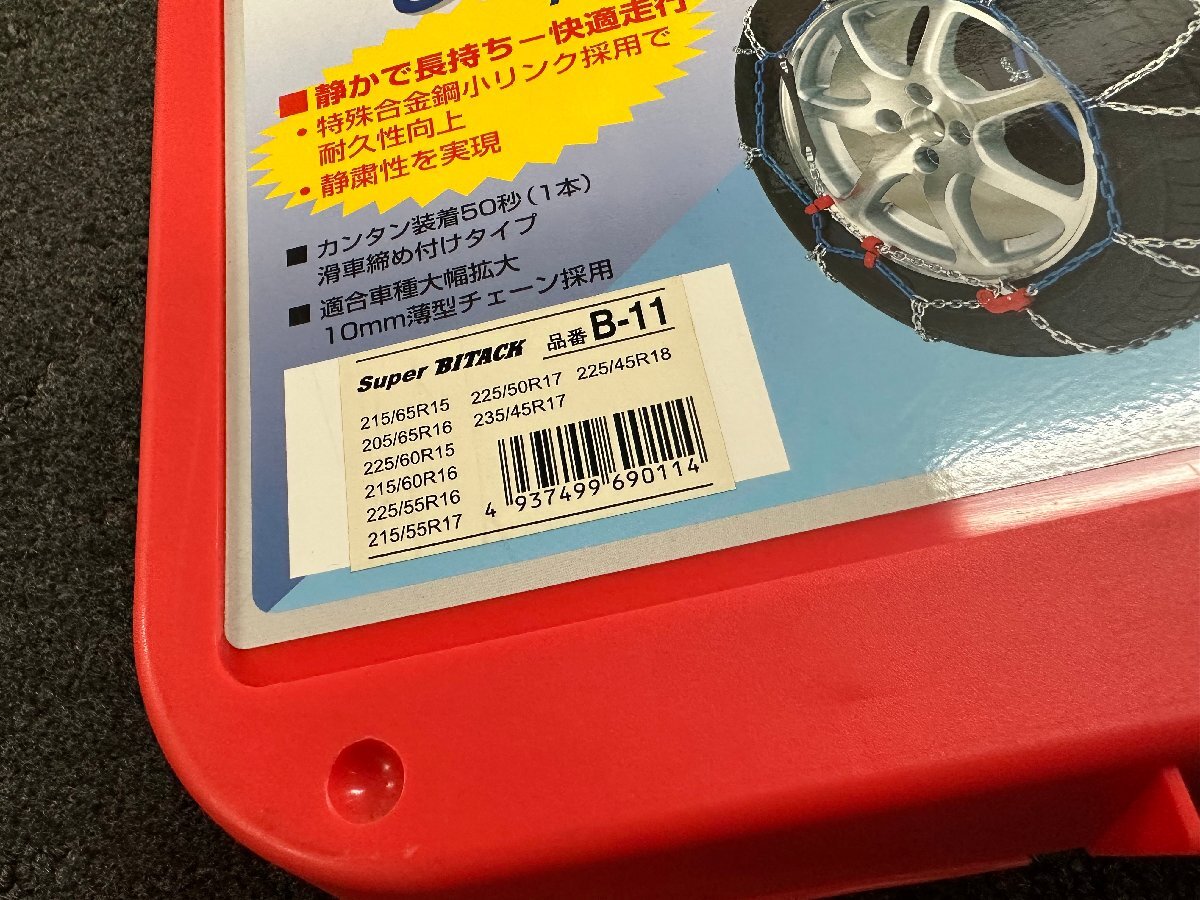 ■静かで長持ち−快適走行
・特殊合金鋼小リンク採用で
耐久性向上
・静粛性を実現
■カンタン装着50秒(1本)
滑車締め付けタイプ
■適合車種大幅拡大
10mm薄型チェーン採用
Super BITACK 品番 B-11
215/65R15 225/50R17 225/45R18
205/65R16 235/45R17
225/60R15
215/60R16
225/55R16
215/55R17
4 937499 690114